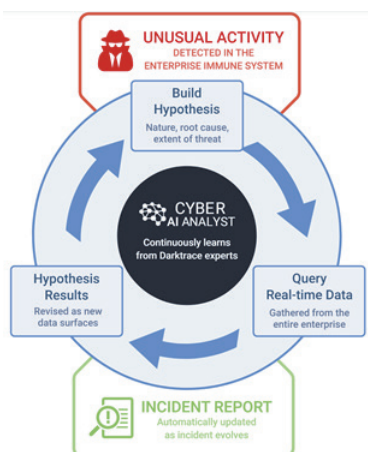 UNUSUAL ACTIVITY
DETECTED IN THE
ENTERPRISE IMMUNE SYSTEM
Build
Hypothesis
Nature, root cause,
extent of threat
CYBER
AI ANALYST
Continuously learns
from Darktrace experts
Hypothesis
Results
Revised as new
data surfaces
Query
Real-time Data
Gathered from the
entire enterprise
INCIDENT REPORT
Automatically updated
as incident evolves